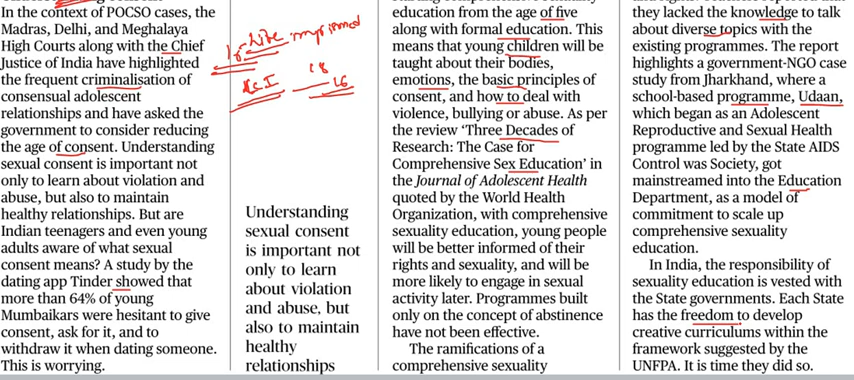 In the context of POCSO cases, the
Madras, Delhi, and Meghalaya
High Courts along with the Chief
Justice of India have highlighted
the frequent criminalisation of
consensual adolescent
relationships and have asked the
government to consider reducing
the age of consent. Understanding
sexual consent is important not
only to learn about violation and
abuse, but also to maintain
healthy relationships. But are
Indian teenagers and even young
adults aware of what sexual
consent means? A study by the
dating app Tinder showed that
more than 64% of young
Mumbaikars were hesitant to give
consent, ask for it, and to
withdraw it when dating someone.
This is worrying.
18
16
Understanding
sexual consent
is important not
only to learn
about violation
and abuse, but
also to maintain
healthy
relationships
education from the age of five
along with formal education. This
means that young children will be
taught about their bodies,
emotions, the basic principles of
consent, and how to deal with
violence, bullying or abuse. As per
the review ‘Three Decades of
Research: The Case for
Comprehensive Sex Education’ in
the Journal of Adolescent Health
quoted by the World Health
Organization, with comprehensive
sexuality education, young people
will be better informed of their
rights and sexuality, and will be
more likely to engage in sexual
activity later. Programmes built
only on the concept of abstinence
have not been effective.
The ramifications of a
comprehensive sexuality
they lacked the knowledge to talk
about diverse topics with the
existing programmes. The report
highlights a government-NGO case
study from Jharkhand, where a
school-based programme, Udaan,
which began as an Adolescent
Reproductive and Sexual Health
programme led by the State AIDS
Control was Society, got
mainstreamed into the Education
Department, as a model of
commitment to scale up
comprehensive sexuality
education.
In India, the responsibility of
sexuality education is vested with
the State governments. Each State
has the freedom to develop
creative curriculums within the
framework suggested by the
UNFPA. It is time they did so.